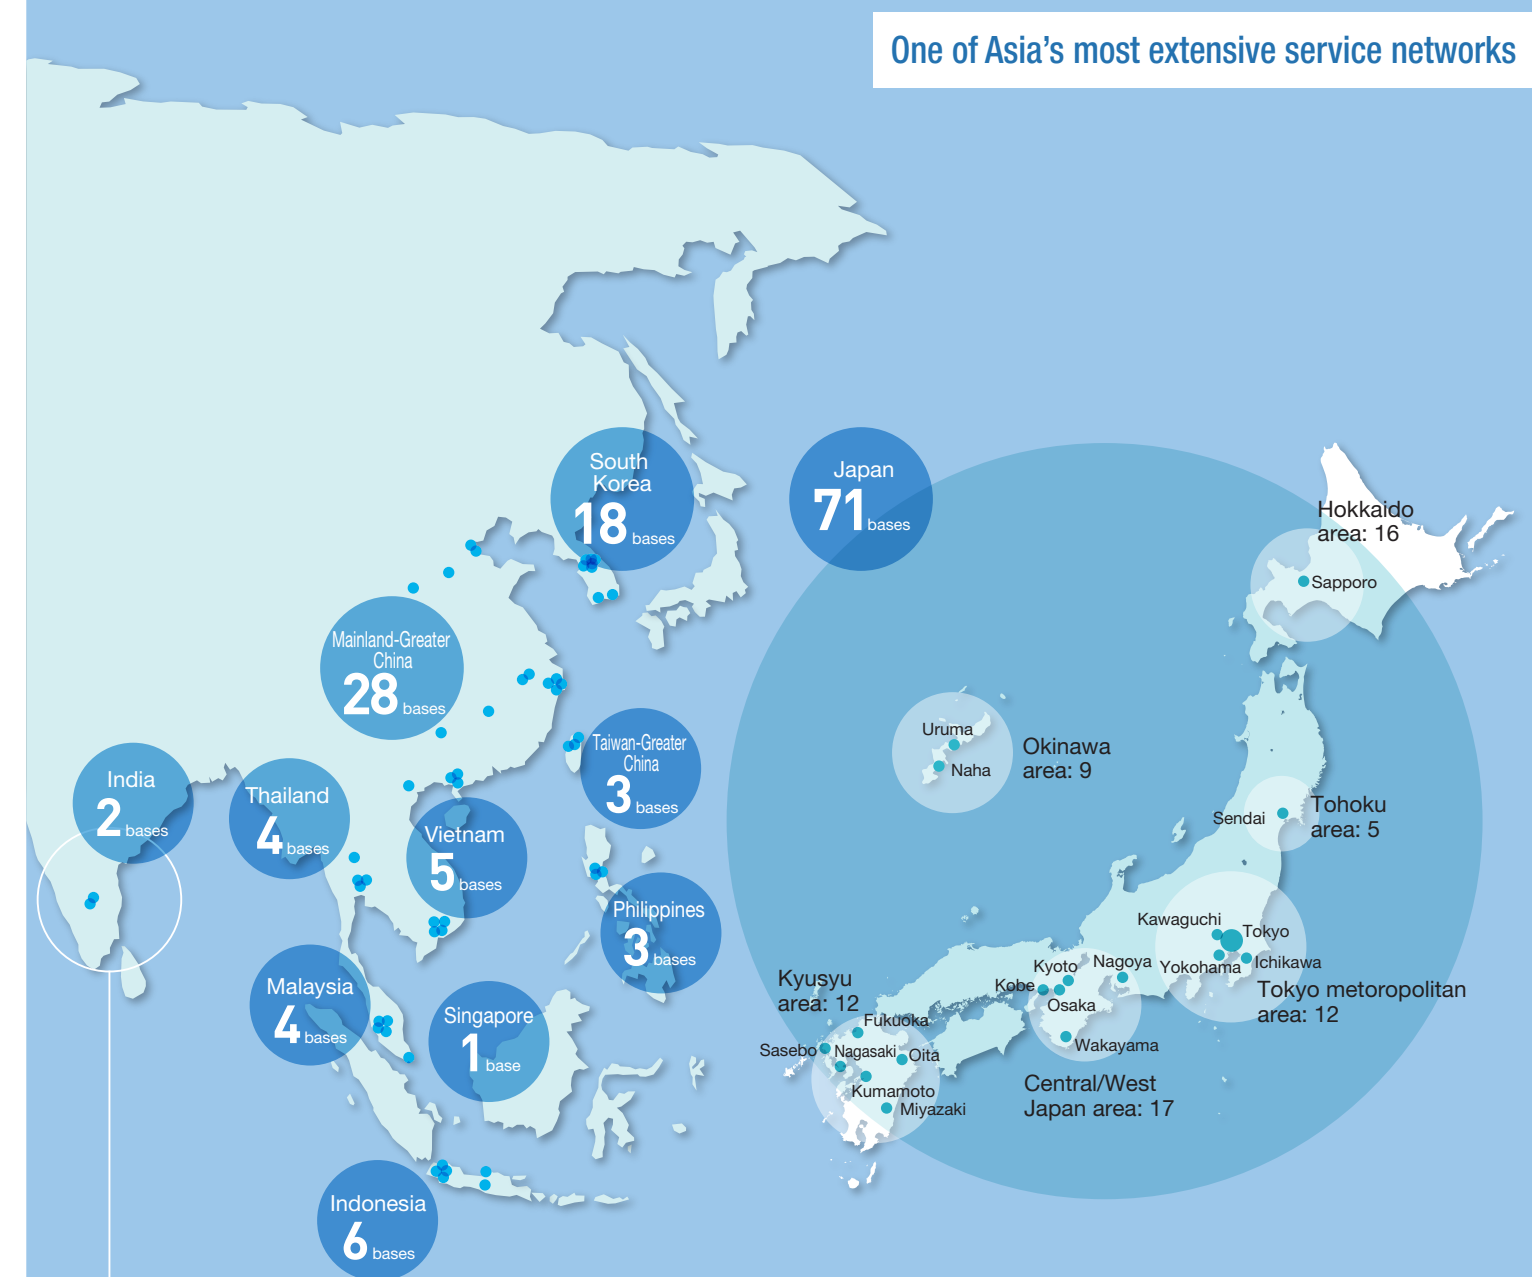 One of Asia’s most extensive service networks
South
Korea
18 bases
Japan
71 bases
Hokkaido
area: 16
Sapporo
Mainland-Greater
China
28 bases
Uruma
Naha
Okinawa
area: 9
Taiwan-Greater
China
3 bases
India
2 bases
Thailand
4 bases
Vietnam
5 bases
Sendai
Tohoku
area: 5
Philippines
3 bases
Kawaguchi
Tokyo
Yokohama
Ichikawa
Tokyo metoropolitan
area: 12
Kyoto
Nagoya
Kobe
Osaka
Wakayama
Central/West
Japan area: 17
Kyusyu
area: 12
Fukuoka
Sasebo
Nagasaki
Oita
Kumamoto
Miyazaki
Malaysia
4 bases
Singapore
1 base
Indonesia
6 bases